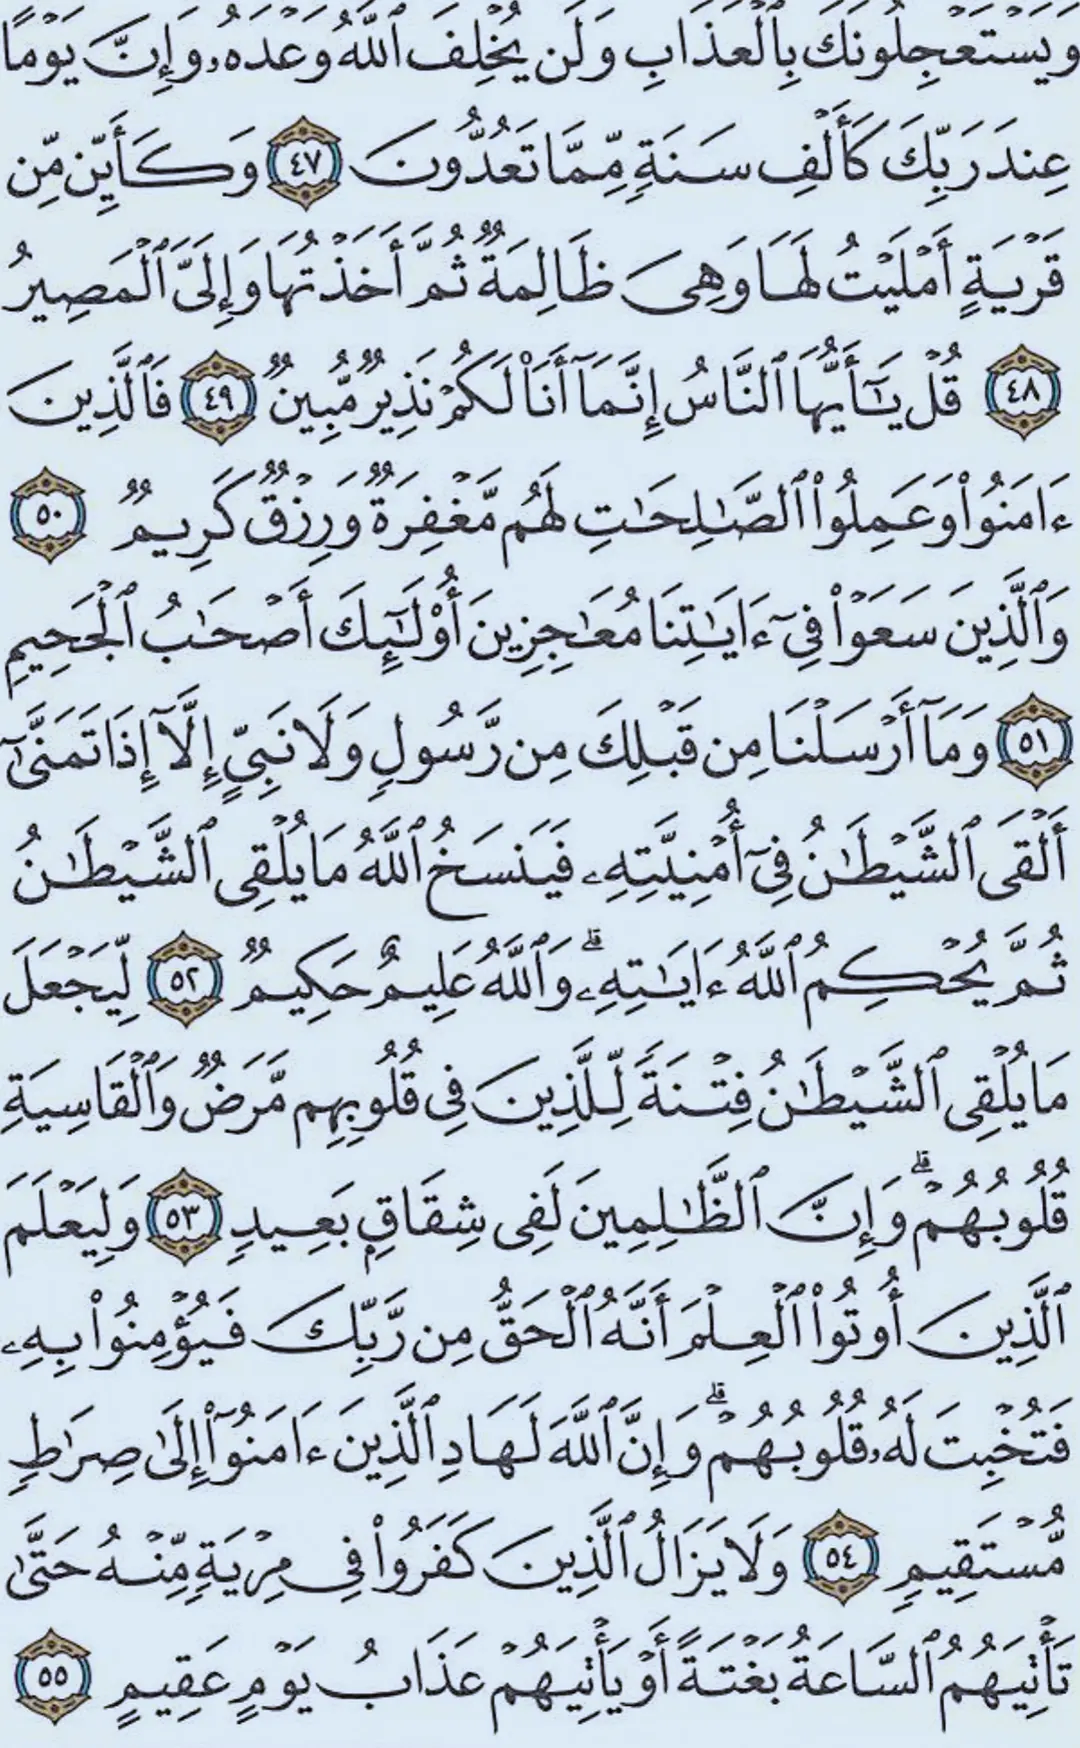 وَيَسۡتَعۡجِلُونَكَ بِٱلۡعَذَابِ وَلَن يُخۡلِفَ ٱللَّهُ وَعۡدَهُۥۚ وَإِنَّ يَوۡمًا
عِندَ رَبِّكَ كَأَلۡفِ سَنَةٖ مِّمَّا تَعُدُّونَ ٤٧ وَكَأَيِّن مِّن
قَرۡيَةٍ أَمۡلَيۡتُ لَهَا وَهِيَ ظَالِمَةٞ ثُمَّ أَخَذۡتُهَا وَإِلَيَّ ٱلۡمَصِيرُ
٤٨ قُلۡ يَٰٓأَيُّهَا ٱلنَّاسُ إِنَّمَآ أَنَا۠ لَكُمۡ نَذِيرٞ مُّبِينٞ ٤٩ فَٱلَّذِينَ
ءَامَنُواْ وَعَمِلُواْ ٱلصَّٰلِحَٰتِ لَهُم مَّغۡفِرَةٞ وَرِزۡقٞ كَرِيمٞ ٥٠
وَٱلَّذِينَ سَعَوۡاْ فِيٓ ءَايَٰتِنَا مُعَٰجِزِينَ أُوْلَٰٓئِكَ أَصۡحَٰبُ ٱلۡجَحِيمِ
٥١ وَمَآ أَرۡسَلۡنَا مِن قَبۡلِكَ مِن رَّسُولٖ وَلَا نَبِيٍّ إِلَّآ إِذَا تَمَنَّىٰٓ
أَلۡقَى ٱلشَّيۡطَٰنُ فِيٓ أُمۡنِيَّتِهِۦ فَيَنسَخُ ٱللَّهُ مَا يُلۡقِي ٱلشَّيۡطَٰنُ
ثُمَّ يُحۡكِمُ ٱللَّهُ ءَايَٰتِهِۦۗ وَٱللَّهُ عَلِيمٌ حَكِيمٞ ٥٢ لِّيَجۡعَلَ
مَا يُلۡقِي ٱلشَّيۡطَٰنُ فِتۡنَةٗ لِّلَّذِينَ فِي قُلُوبِهِم مَّرَضٞ وَٱلۡقَاسِيَةِ
قُلُوبُهُمۡۗ وَإِنَّ ٱلظَّٰلِمِينَ لَفِي شِقَاقِۭ بَعِيدٖ ٥٣ وَلِيَعۡلَمَ
ٱلَّذِينَ أُوتُواْ ٱلۡعِلۡمَ أَنَّهُ ٱلۡحَقُّ مِن رَّبِّكَ فَيُؤۡمِنُواْ بِهِۦ
فَتُخۡبِتَ لَهُۥ قُلُوبُهُمۡۗ وَإِنَّ ٱللَّهَ لَهَادِ ٱلَّذِينَ ءَامَنُوٓاْ إِلَىٰ صِرَٰطٖ
مُّسۡتَقِيمٖ ٥٤ وَلَا يَزَالُ ٱلَّذِينَ كَفَرُواْ فِي مِرۡيَةٖ مِّنۡهُ حَتَّىٰ
تَأۡتِيَهُمُ ٱلسَّاعَةُ بَغۡتَةً أَوۡ يَأۡتِيَهُمۡ عَذَابُ يَوۡمٍ عَقِيمٍ ٥٥